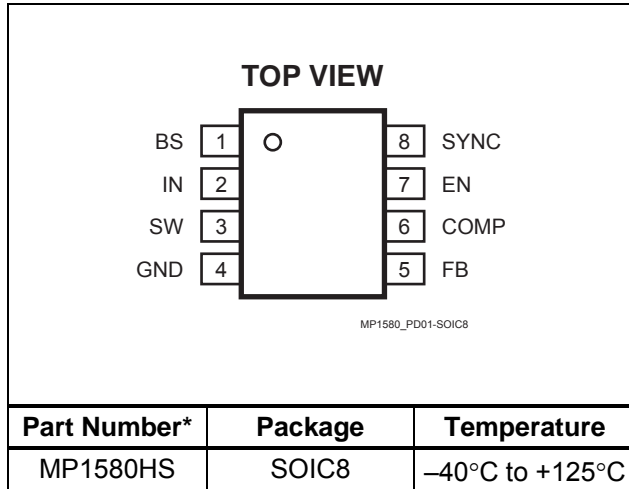 TOP VIEW
BS 1 8 SYNC
IN 2 7 EN
SW 3 6 COMP
GND 4 5 FB
MP1580_PD01-SOIC8
Part Number* Package Temperature
MP1580HS SOIC8 –40°C to +125°C